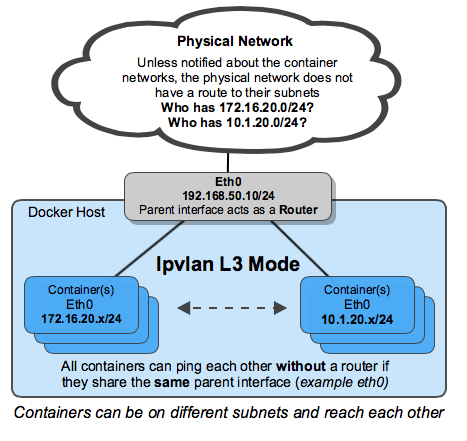 Physical Network
Unless notified about the container
networks, the physical network does not
have a route to their subnets
Who has 172.16.20.0/24?
Who has 10.1.20.0/24?
Eth0
192.168.50.10/24
Parent interface acts as a Router
Docker Host
Ipvlan L3 Mode
Container(s)
Eth0
172.16.20.x/24
Container(s)
Eth0
10.1.20.x/24
All containers can ping each other without a router if
they share the same parent interface (example eth0)
Containers can be on different subnets and reach each other